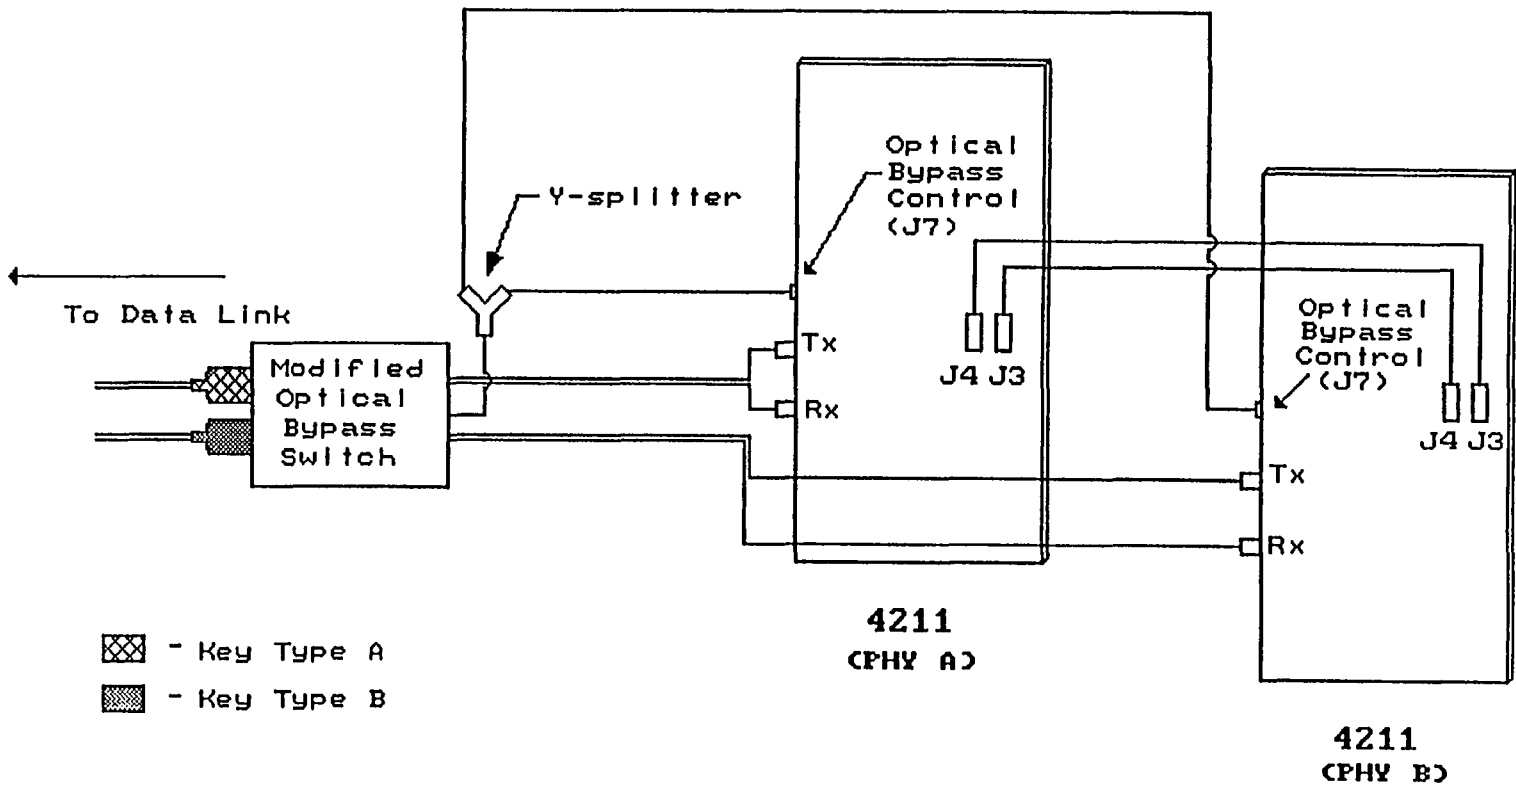 Optical
Bypass
Control
(J7)
Y-splitter
To Data Link
Optical
Bypass
Control
(J7)
Modified
Optical
Bypass
Switch
Tx
Rx
J4 J3
J4 J3
Tx
Rx
4211
(PHY A)
- Key Type A
- Key Type B
4211
(PHY B)